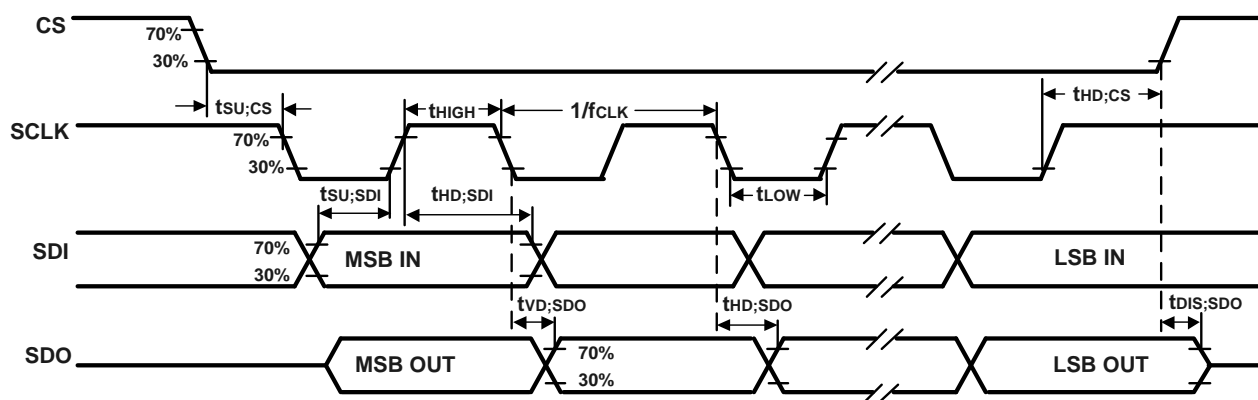 CS
70%
30%
tSU;CS
tHIGH
1/fCLK
tHD;CS
SCLK
70%
30%
tSU;SDI
tHD;SDI
tLOW
SDI
70%
30%
MSB IN
LSB IN
tVD;SDO
tHD;SDO
tDIS;SDO
SDO
MSB OUT
70%
30%
LSB OUT